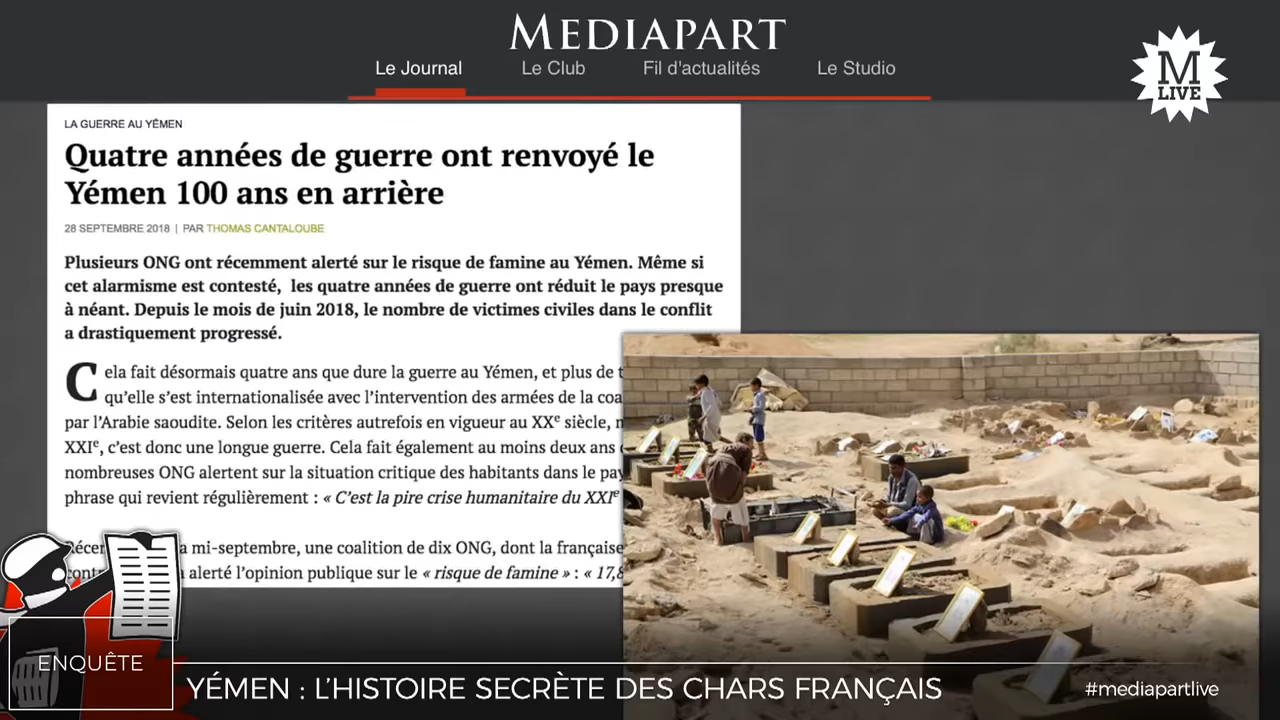 MEDIAPART
Le Journal Le Club Fil d'actualités Le Studio
M
LIVE
LA GUERRE AU YÉMEN
Quatre années de guerre ont renvoyé le
Yémen 100 ans en arrière
28 SEPTEMBRE 2018 | PAR THOMAS CANTALOUBE
Plusieurs ONG ont récemment alerté sur le risque de famine au Yémen. Même si
cet alarmisme est contesté, les quatre années de guerre ont réduit le pays presque
à néant. Depuis le mois de juin 2018, le nombre de victimes civiles dans le conflit
a drastiquement progressé.
Cela fait désormais quatre ans que dure la guerre au Yémen, et plus de
qu'elle s'est internationalisée avec l'intervention des armées de la
par l'Arabie saoudite. Selon les critères autrefois en vigueur au XXe siècle,
XXIe, c'est donc une longue guerre. Cela fait également au moins deux ans
nombreuses ONG alertent sur la situation critique des habitants dans le
phrase qui revient régulièrement : « C'est la pire crise humanitaire du XXIe
mi-septembre, une coalition de dix ONG, dont la française
alerté l'opinion publique sur le « risque de famine » : « 17,8
ENQUÊTE
YÉMEN : L'HISTOIRE SECRÈTE DES CHARS FRANÇAIS
#mediapartlive